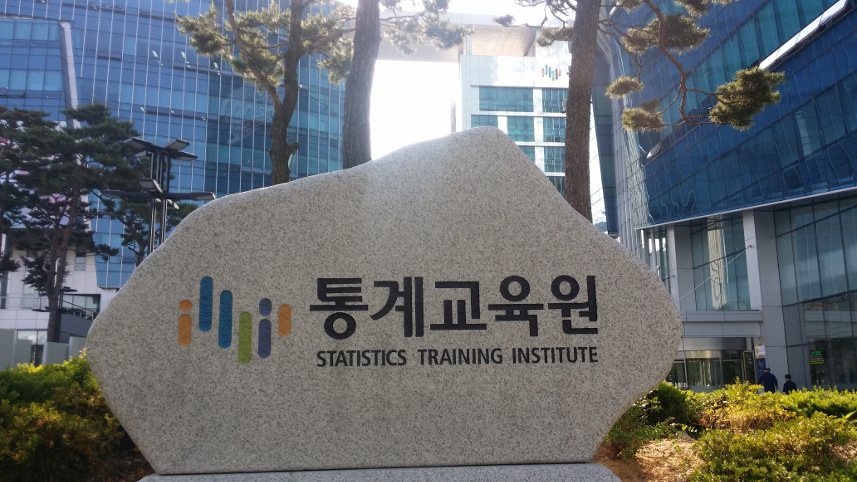 통계교육원
STATISTICS TRAINING INSTITUTE